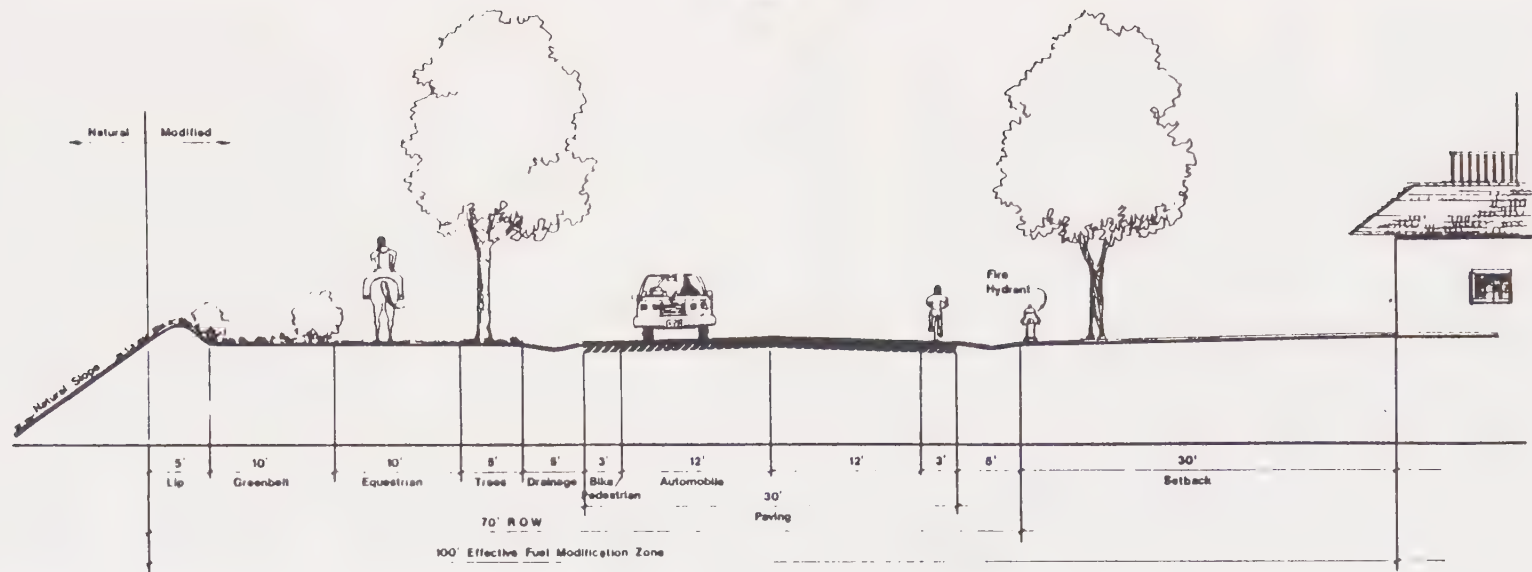 Natural Modified
Fire
Hydrant
Natural Slope
5' 10' 10' 5' 5' 3' 12' 12' 3' 5' 30'
Lip Greenbelt Equestrian Trees Drainage Bike/ Automobile Setback
Pedestrian
30'
Paving
70' ROW
100' Effective Fuel Modification Zone